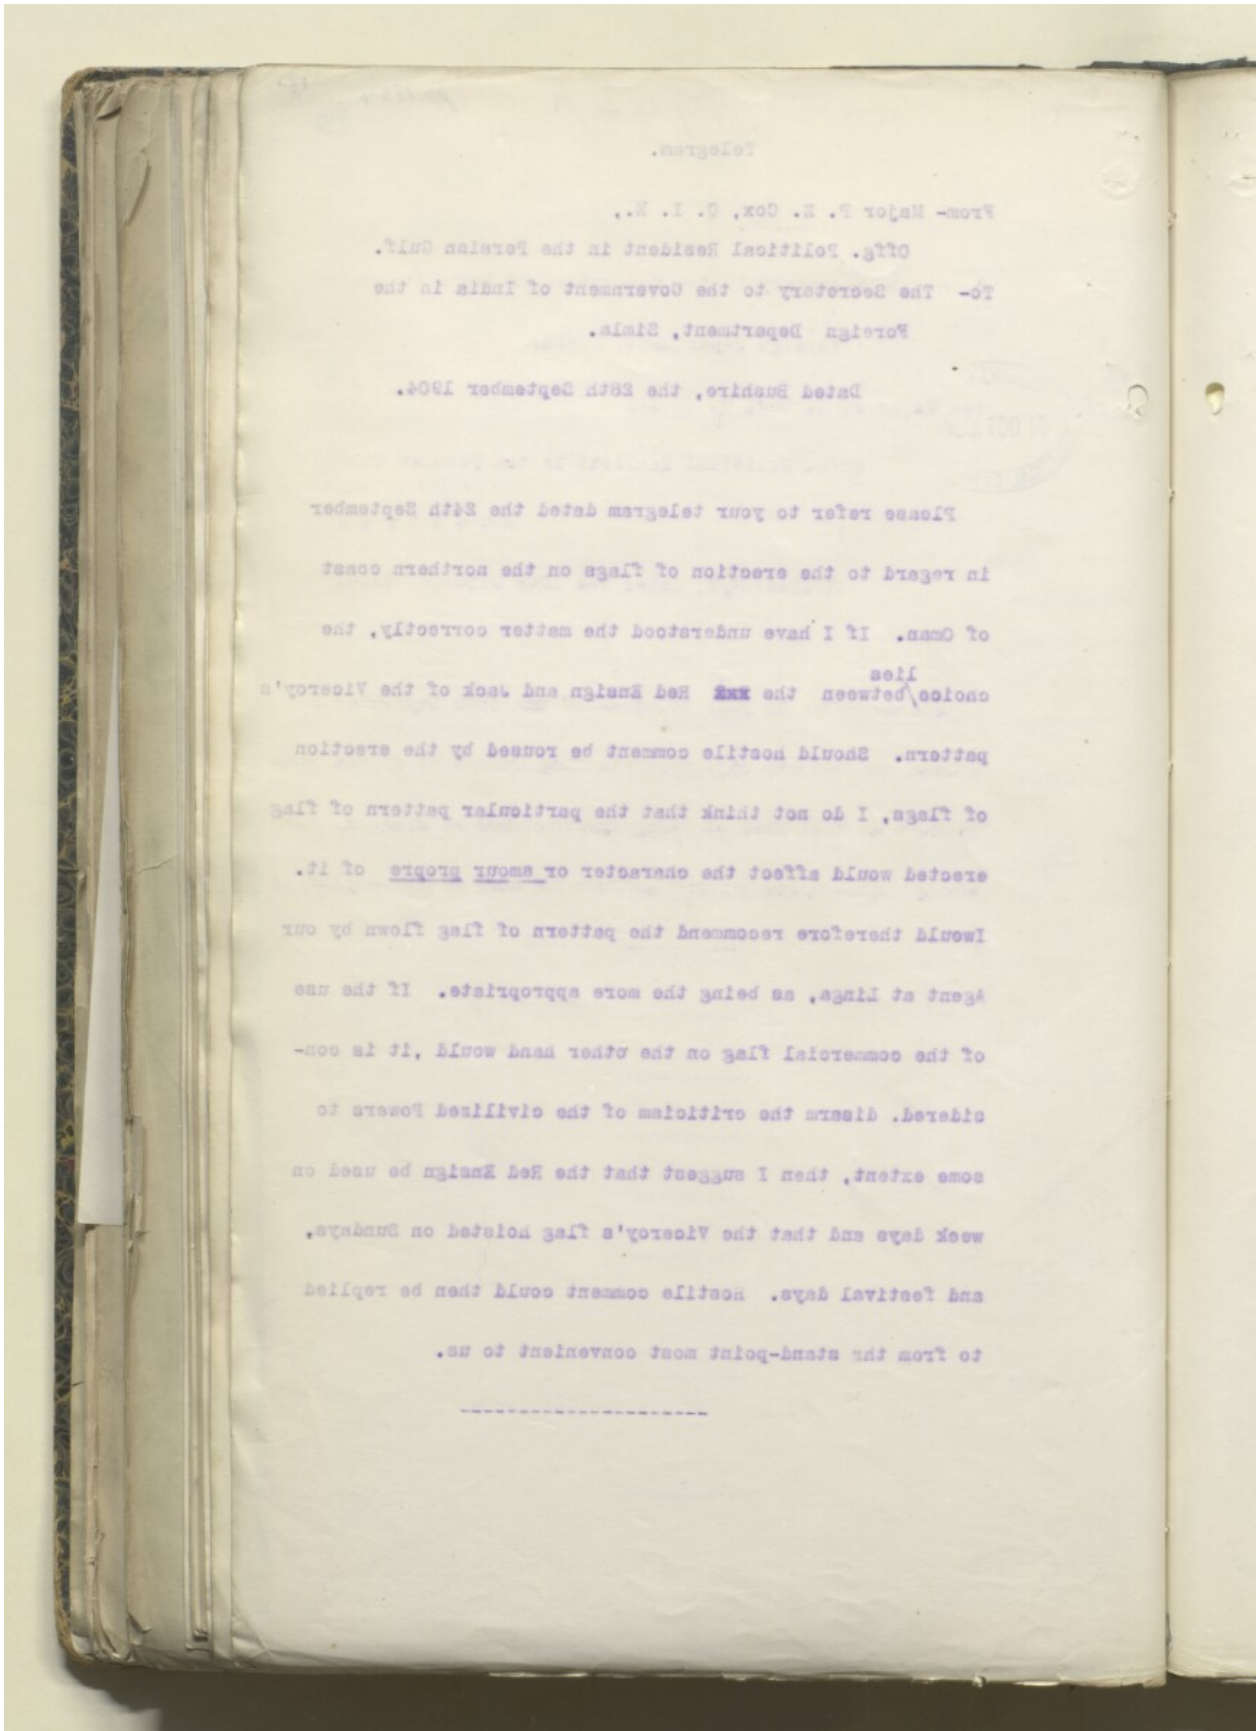 Telegram.
From- Major P. Z. Cox, C. I. E.,
Offg. Political Resident in the Persian Gulf.
To- The Secretary to the Government of India in the
Foreign Department, Simla.
Dated Bushire, the 28th September 1904.
Please refer to your telegram dated the 24th September
in regard to the erection of flags on the northern coast
of Oman. If I have understood the matter correctly, the
lies
choice/between the Red Ensign and Jack of the Viceroy's
pattern. Should hostile comment be roused by the erection
of flags, I do not think that the particular pattern of flag
erected would affect the character or amour propre of it.
Iwould therefore recommend the pattern of flag flown by our
Agent at Linga, as being the more appropriate. If the use
of the commercial flag on the other hand would ,it is con-
sidered. disarm the criticism of the civilized Powers to
some extent, then I suggest that the Red Ensign be used on
week days and that the Viceroy's flag hoisted on Sundays,
and festival days. Hostile comment could then be replied
to from thr stand-point most convenient to us.
---------------------